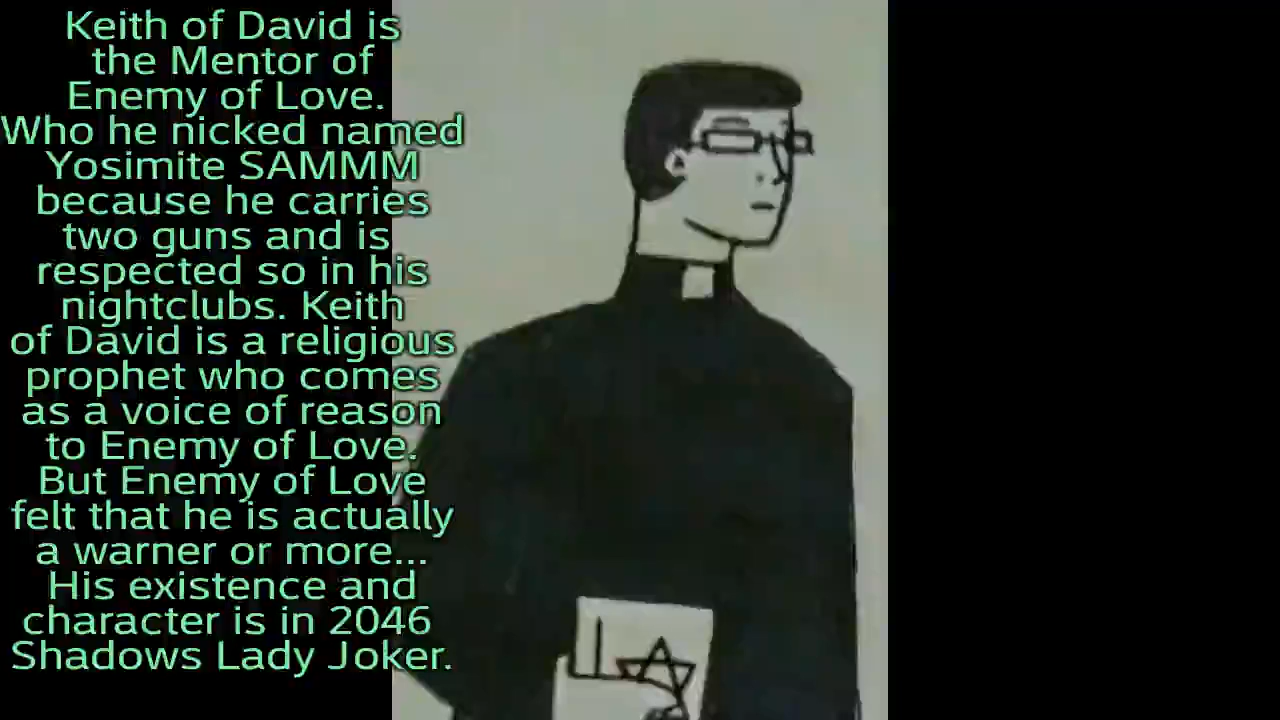 Keith of David is
the Mentor of
Enemy of Love.
Who he nicked named
Yosimite SAMMM
because he carries
two guns and is
respected so in his
nightclubs. Keith
of David is a religious
prophet who comes
as a voice of reason
to Enemy of Love.
But Enemy of Love
felt that he is actually
a warner or more...
His existence and
character is in 2046
Shadows Lady Joker.